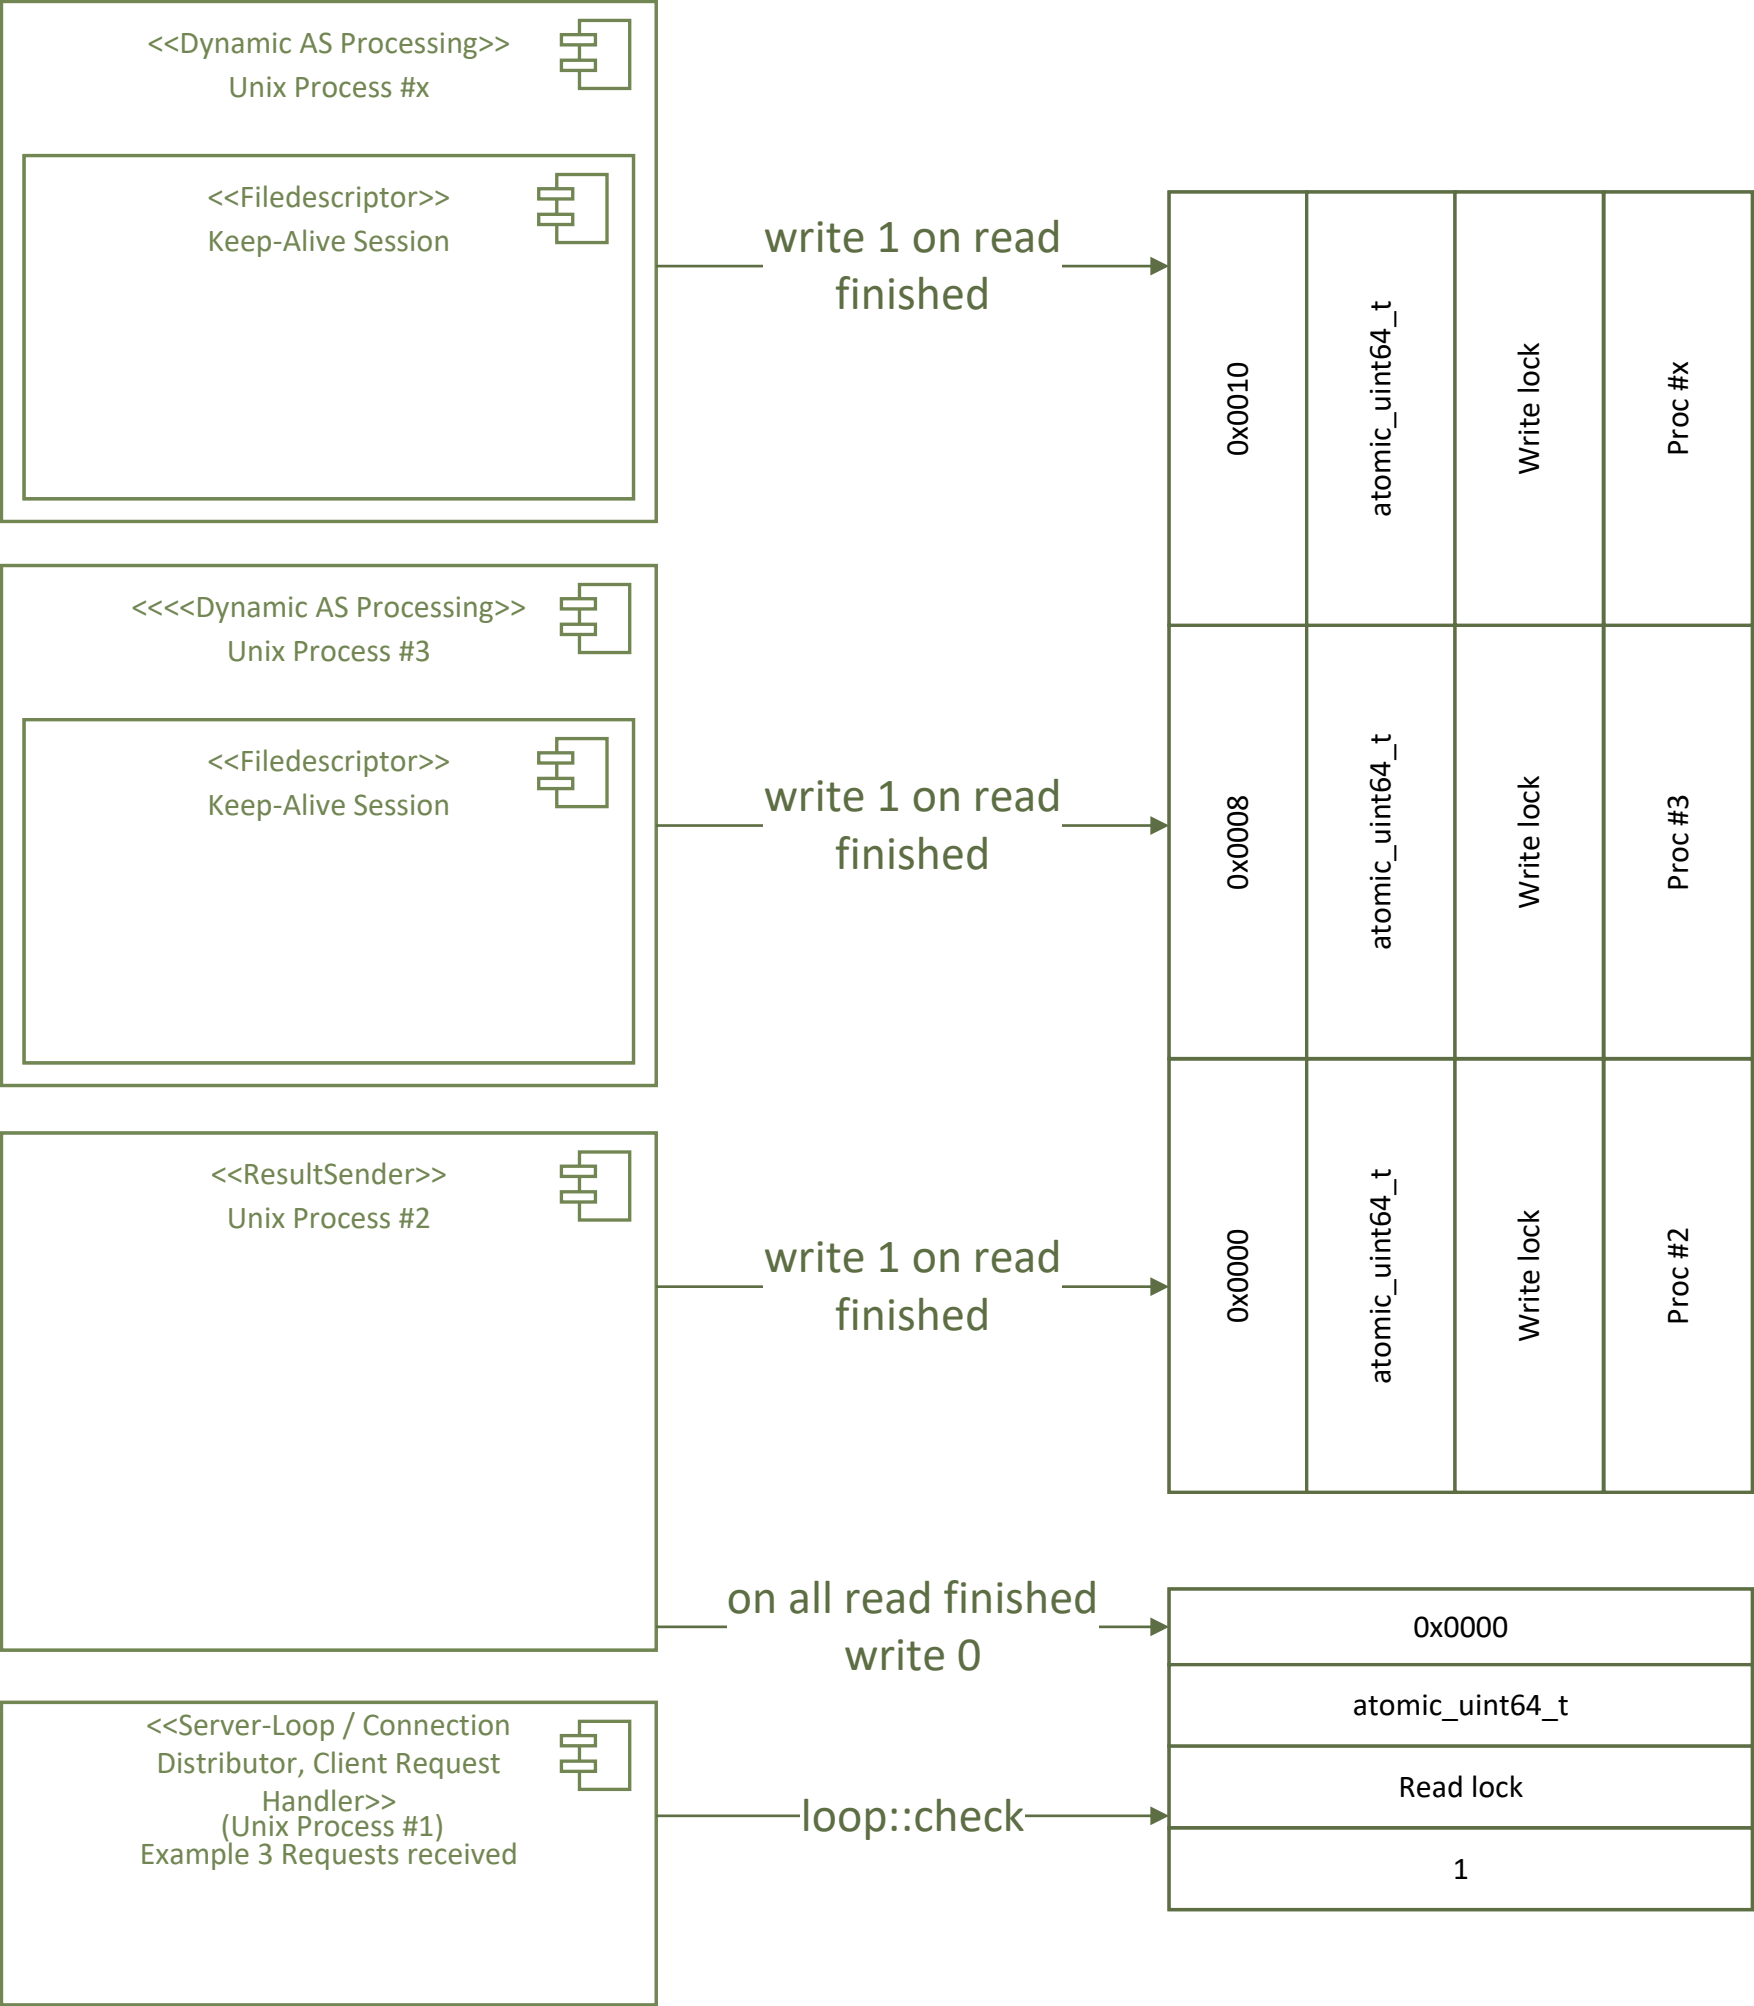 <<Dynamic AS Processing>>
Unix Process #x
<<Filedescriptor>>
Keep-Alive Session
write 1 on read
finished
0x0010
atomic_uint64_t
Write lock
Proc #x
<<<<Dynamic AS Processing>>
Unix Process #3
<<Filedescriptor>>
Keep-Alive Session
write 1 on read
finished
0x0008
atomic_uint64_t
Write lock
Proc #3
<<ResultSender>>
Unix Process #2
write 1 on read
finished
0x0000
atomic_uint64_t
Write lock
Proc #2
on all read finished
write 0
0x0000
atomic_uint64_t
Read lock
1
<<Server-Loop / Connection
Distributor, Client Request
Handler>>
(Unix Process #1)
Example 3 Requests received
loop::check